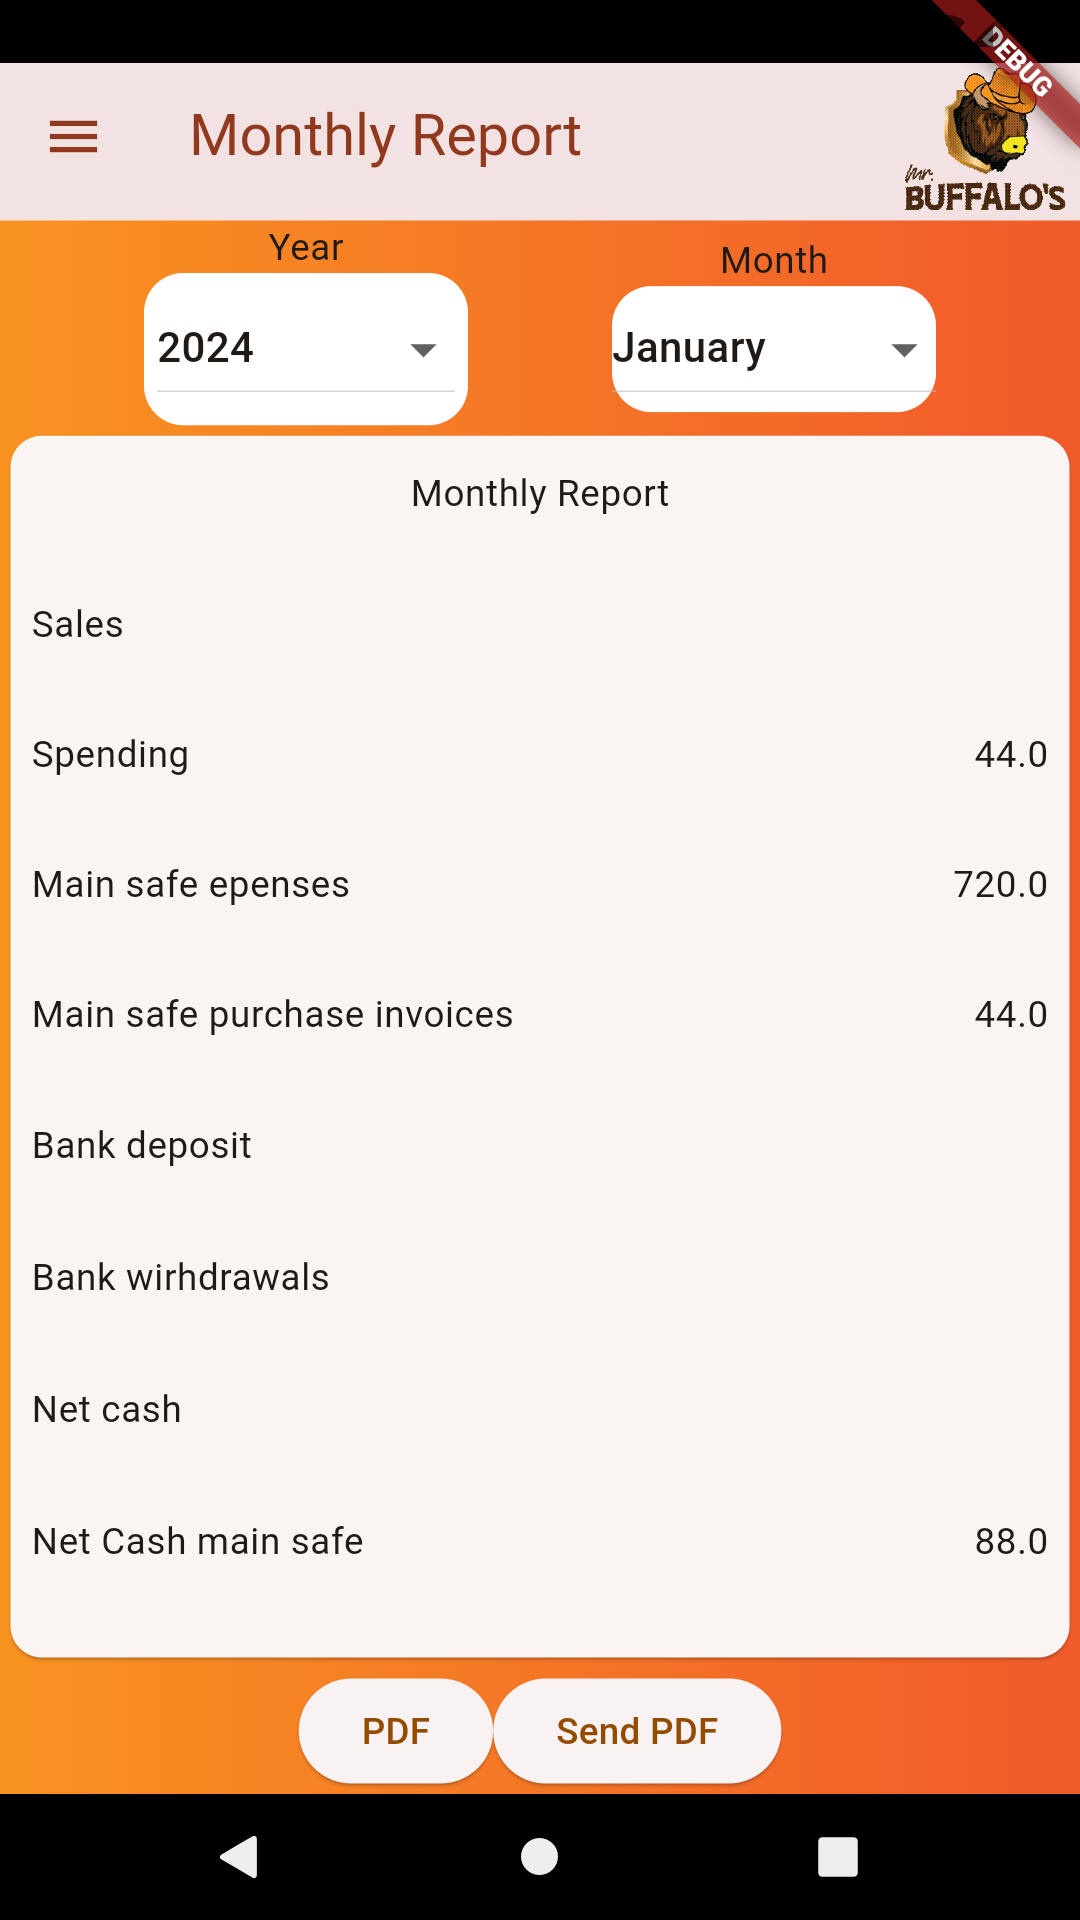 DEBUG
Monthly Report
Mr.
BUFFALO'S
Year
Month
2024
January
Monthly Report
Sales
Spending 44.0
Main safe epenses 720.0
Main safe purchase invoices 44.0
Bank deposit
Bank wirhdrawals
Net cash
Net Cash main safe 88.0
PDF
Send PDF